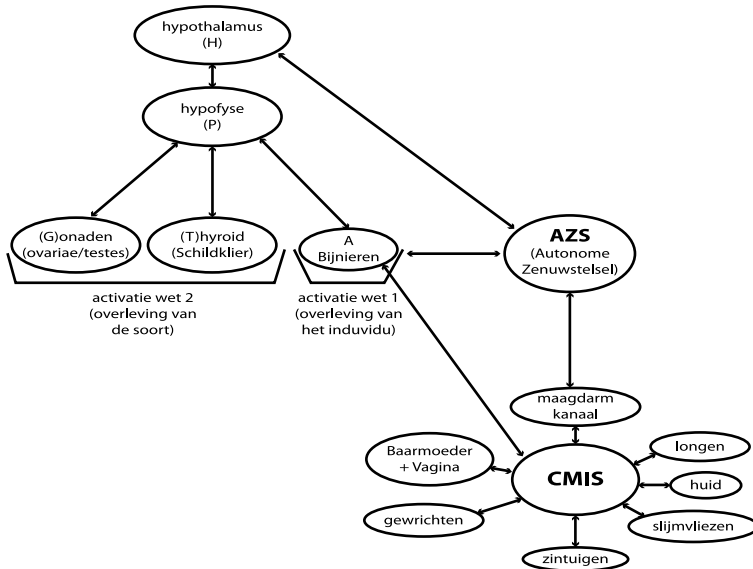 hypothalamus
(H)
hypofyse
(P)
(G)onaden
(ovariae/testes)
(T)hyroid
(Schildklier)
A
Bijnieren
AZS
(Autonome
Zenuwstelsel)
activatie wet 2
(overleving van
de soort)
activatie wet 1
(overleving van
het induvidu)
maagdarm
kanaal
Baarmoeder
+ Vagina
longen
CMIS
huid
gewrichten
slijmvliezen
zintuigen